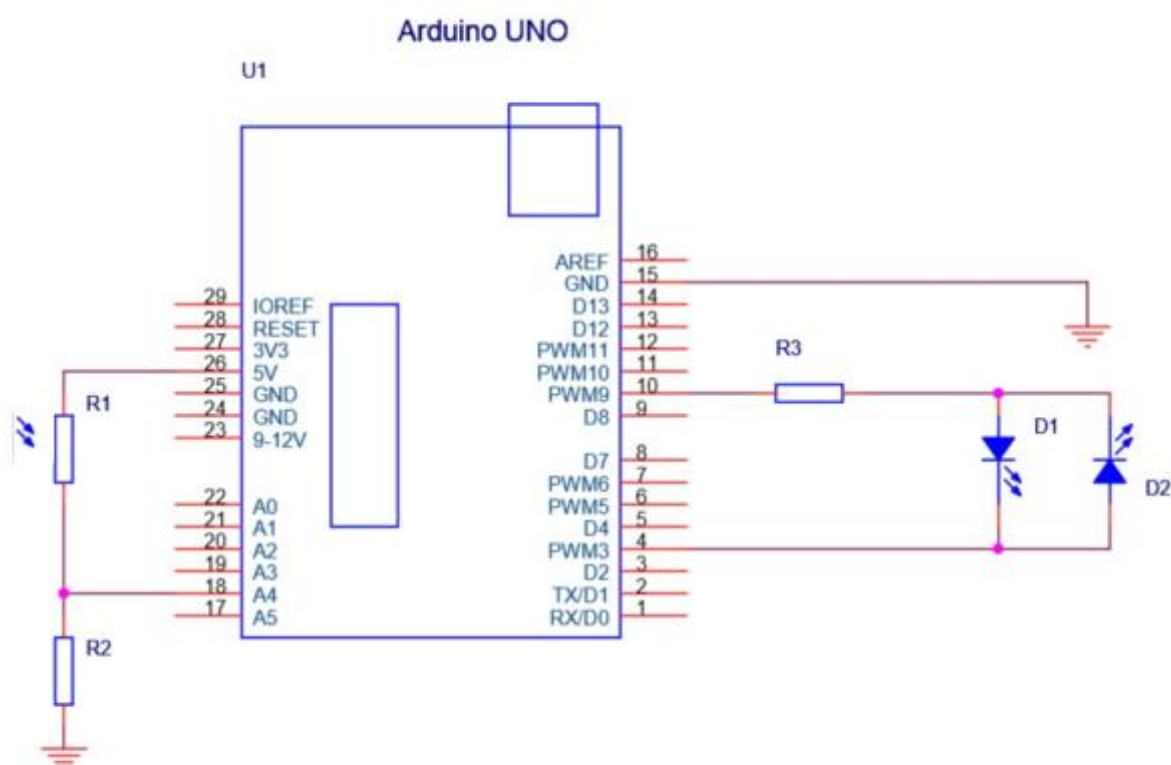 Arduino UNO
U1
29 IOREF
28 RESET
27 3V3
26 5V
25 GND
24 GND
23 9-12V
22 A0
21 A1
20 A2
19 A3
18 A4
17 A5
AREF 16
GND 15
D13 14
D12 13
PWM11 12
PWM10 11
PWM9 10
D8 9
D7 8
PWM6 7
PWM5 6
D4 5
PWM3 4
D2 3
TX/D1 2
RX/D0 1
R1
R2
R3
D1
D2